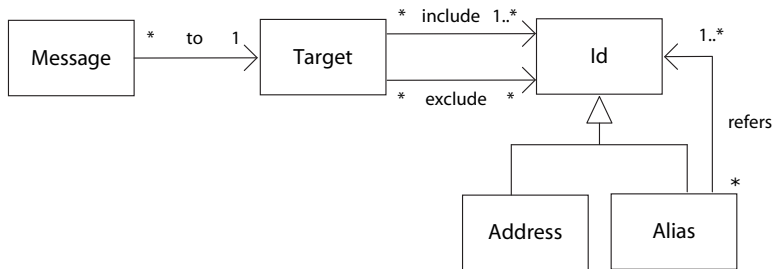 * include 1..*
* to 1
Message
Target
Id
1..*
* exclude *
refers
*
Address
Alias